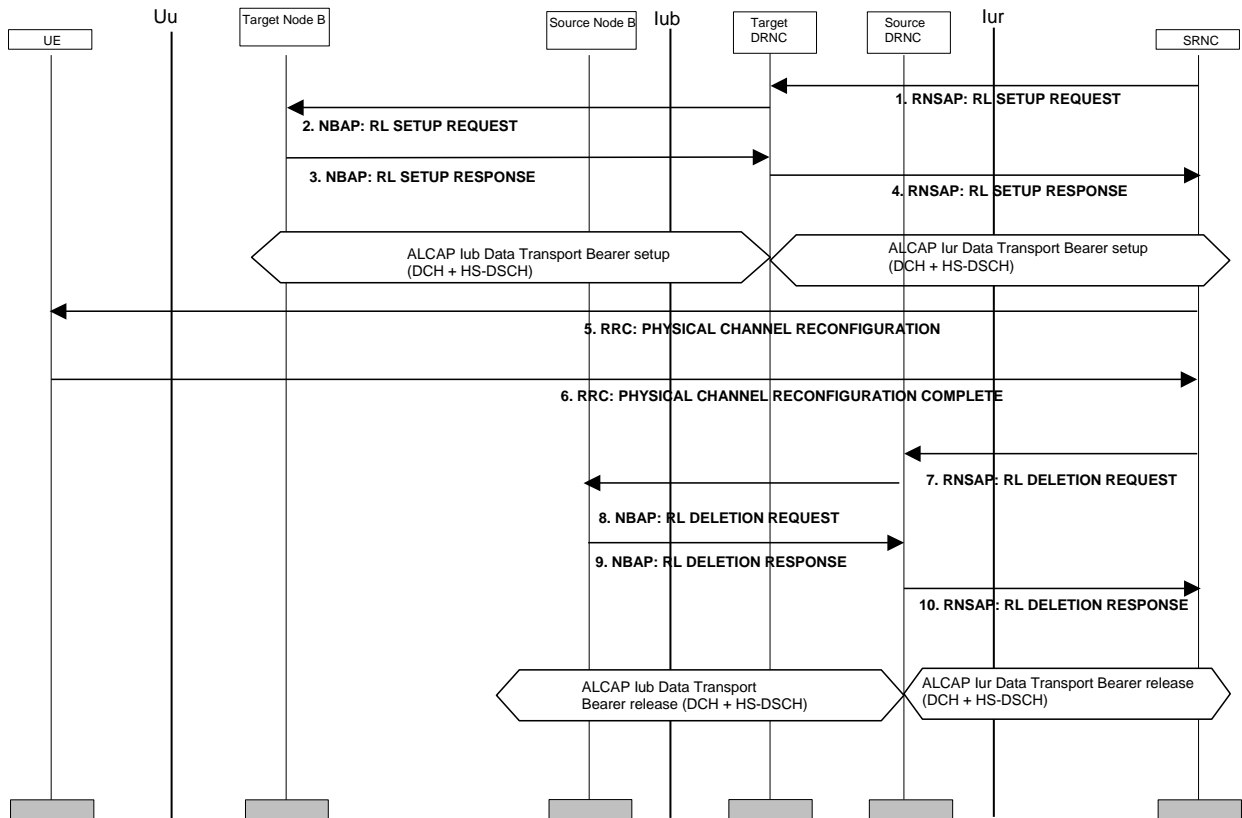 Uu
Iub
Iur
UE
Target Node B
Source Node B
Target
DRNC
Source
DRNC
SRNC
1. RNSAP: RL SETUP REQUEST
2. NBAP: RL SETUP REQUEST
3. NBAP: RL SETUP RESPONSE
4. RNSAP: RL SETUP RESPONSE
ALCAP Iub Data Transport Bearer setup
(DCH + HS-DSCH)
ALCAP Iur Data Transport Bearer setup
(DCH + HS-DSCH)
5. RRC: PHYSICAL CHANNEL RECONFIGURATION
6. RRC: PHYSICAL CHANNEL RECONFIGURATION COMPLETE
7. RNSAP: RL DELETION REQUEST
8. NBAP: RL DELETION REQUEST
9. NBAP: RL DELETION RESPONSE
10. RNSAP: RL DELETION RESPONSE
ALCAP Iub Data Transport
Bearer release (DCH + HS-DSCH)
ALCAP Iur Data Transport Bearer release
(DCH + HS-DSCH)